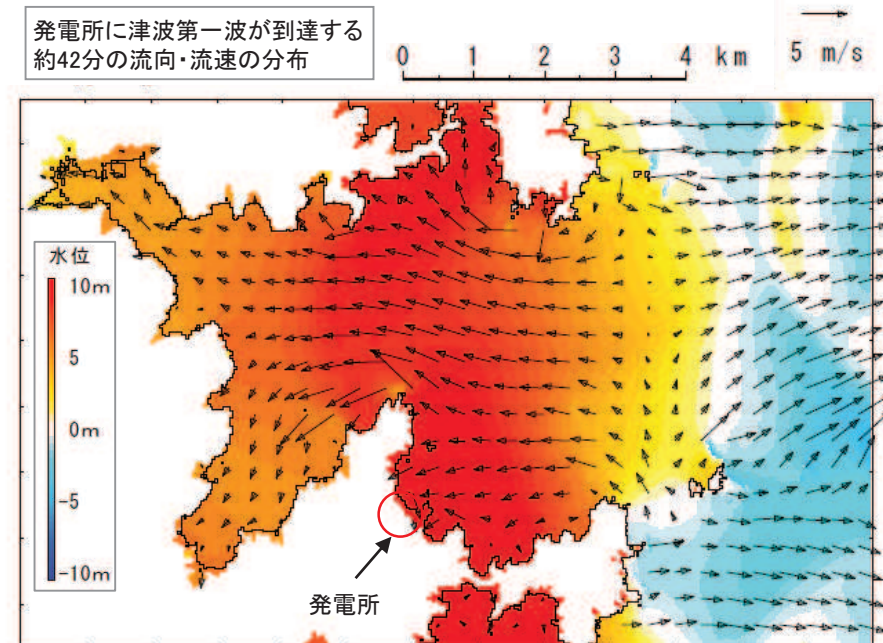 発電所に津波第一波が到達する
約42分の流向・流速の分布
0 1 2 3 4 km
5 m/s
水位
10m
5
0m
-5
-10m
発電所